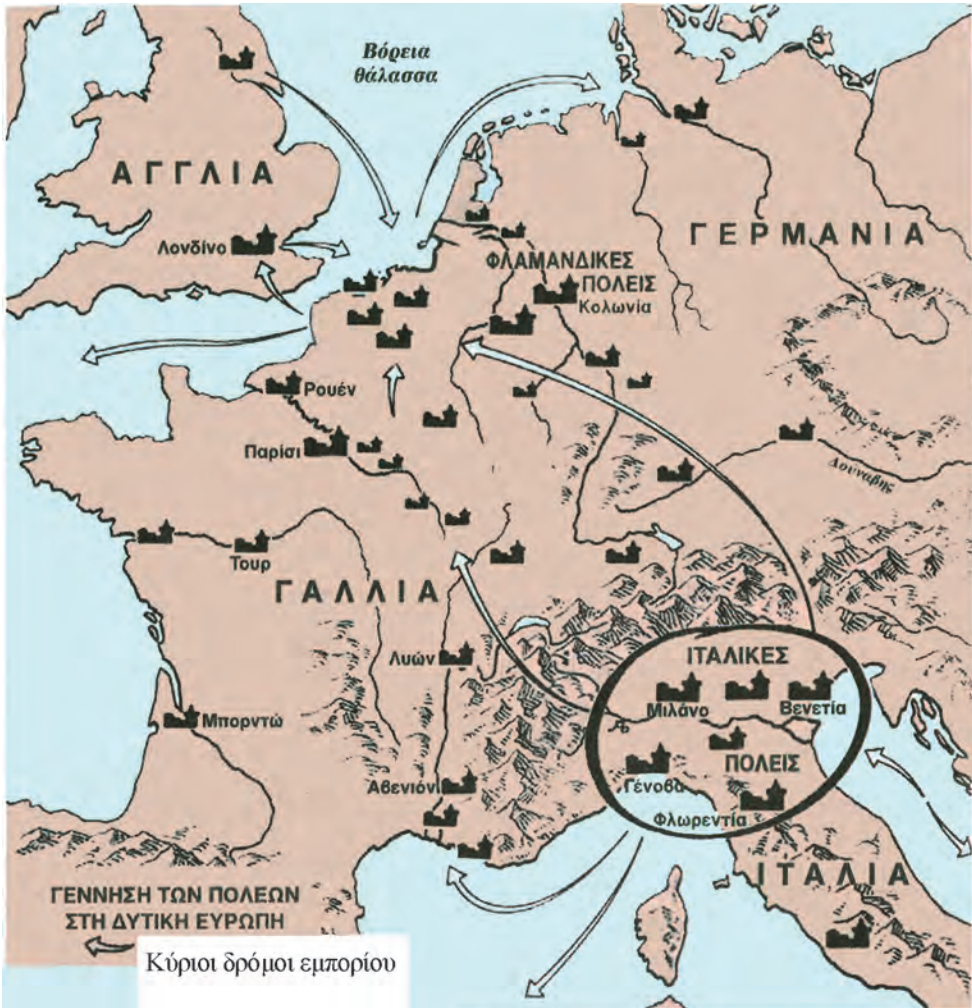 Βόρεια
θάλασσα
ΑΓΓΛΙΑ
Λονδίνο
ΓΕΡΜΑΝΙΑ
ΦΛΑΜΑΝΔΙΚΕΣ
ΠΟΛΕΙΣ
Κολωνία
Ρουέν
Παρίσι
Δουναβης
Τουρ
ΓΑΛΛΙΑ
Λυών
ΙΤΑΛΙΚΕΣ
Μιλάνο
Βενετία
Μπορντώ
ΠΟΛΕΙΣ
Γένοβα
Αβενιόν
Φλωρεντία
ΙΤΑΛΙΑ
ΓΕΝΝΗΣΗ ΤΩΝ ΠΟΛΕΩΝ
ΣΤΗ ΔΥΤΙΚΗ ΕΥΡΩΠΗ
Κύριοι δρόμοι εμπορίου